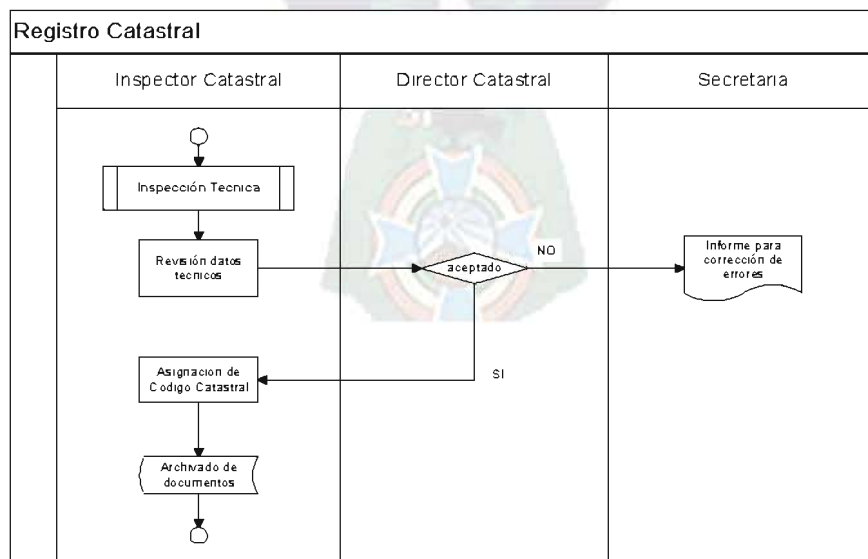 Registro Catastral
Inspector Catastral
Director Catastral
Secretaria
Inspección Tecnica
Revisión datos
tecnicos
aceptado
NO
Informe para
corrección de
errores
Asignacion de
Codigo Catastral
SI
Archivado de
documentos